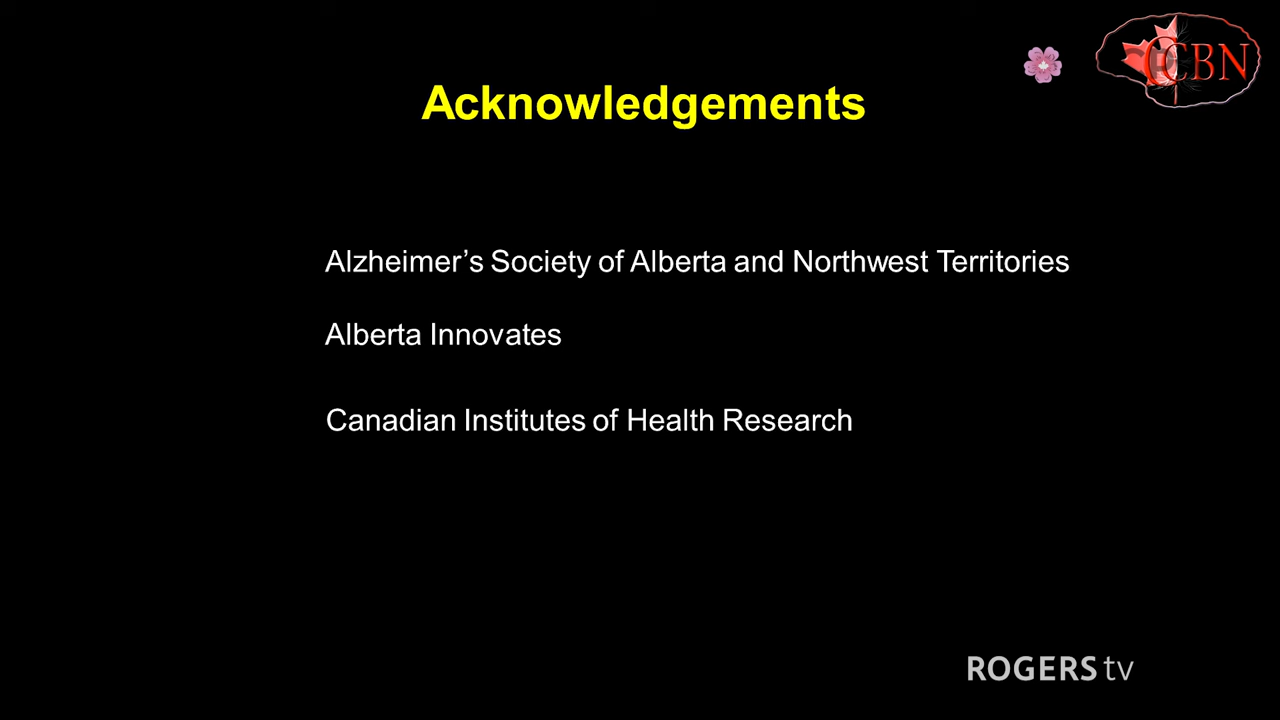 CCBN
Acknowledgements
Alzheimer’s Society of Alberta and Northwest Territories
Alberta Innovates
Canadian Institutes of Health Research
ROGERS tv